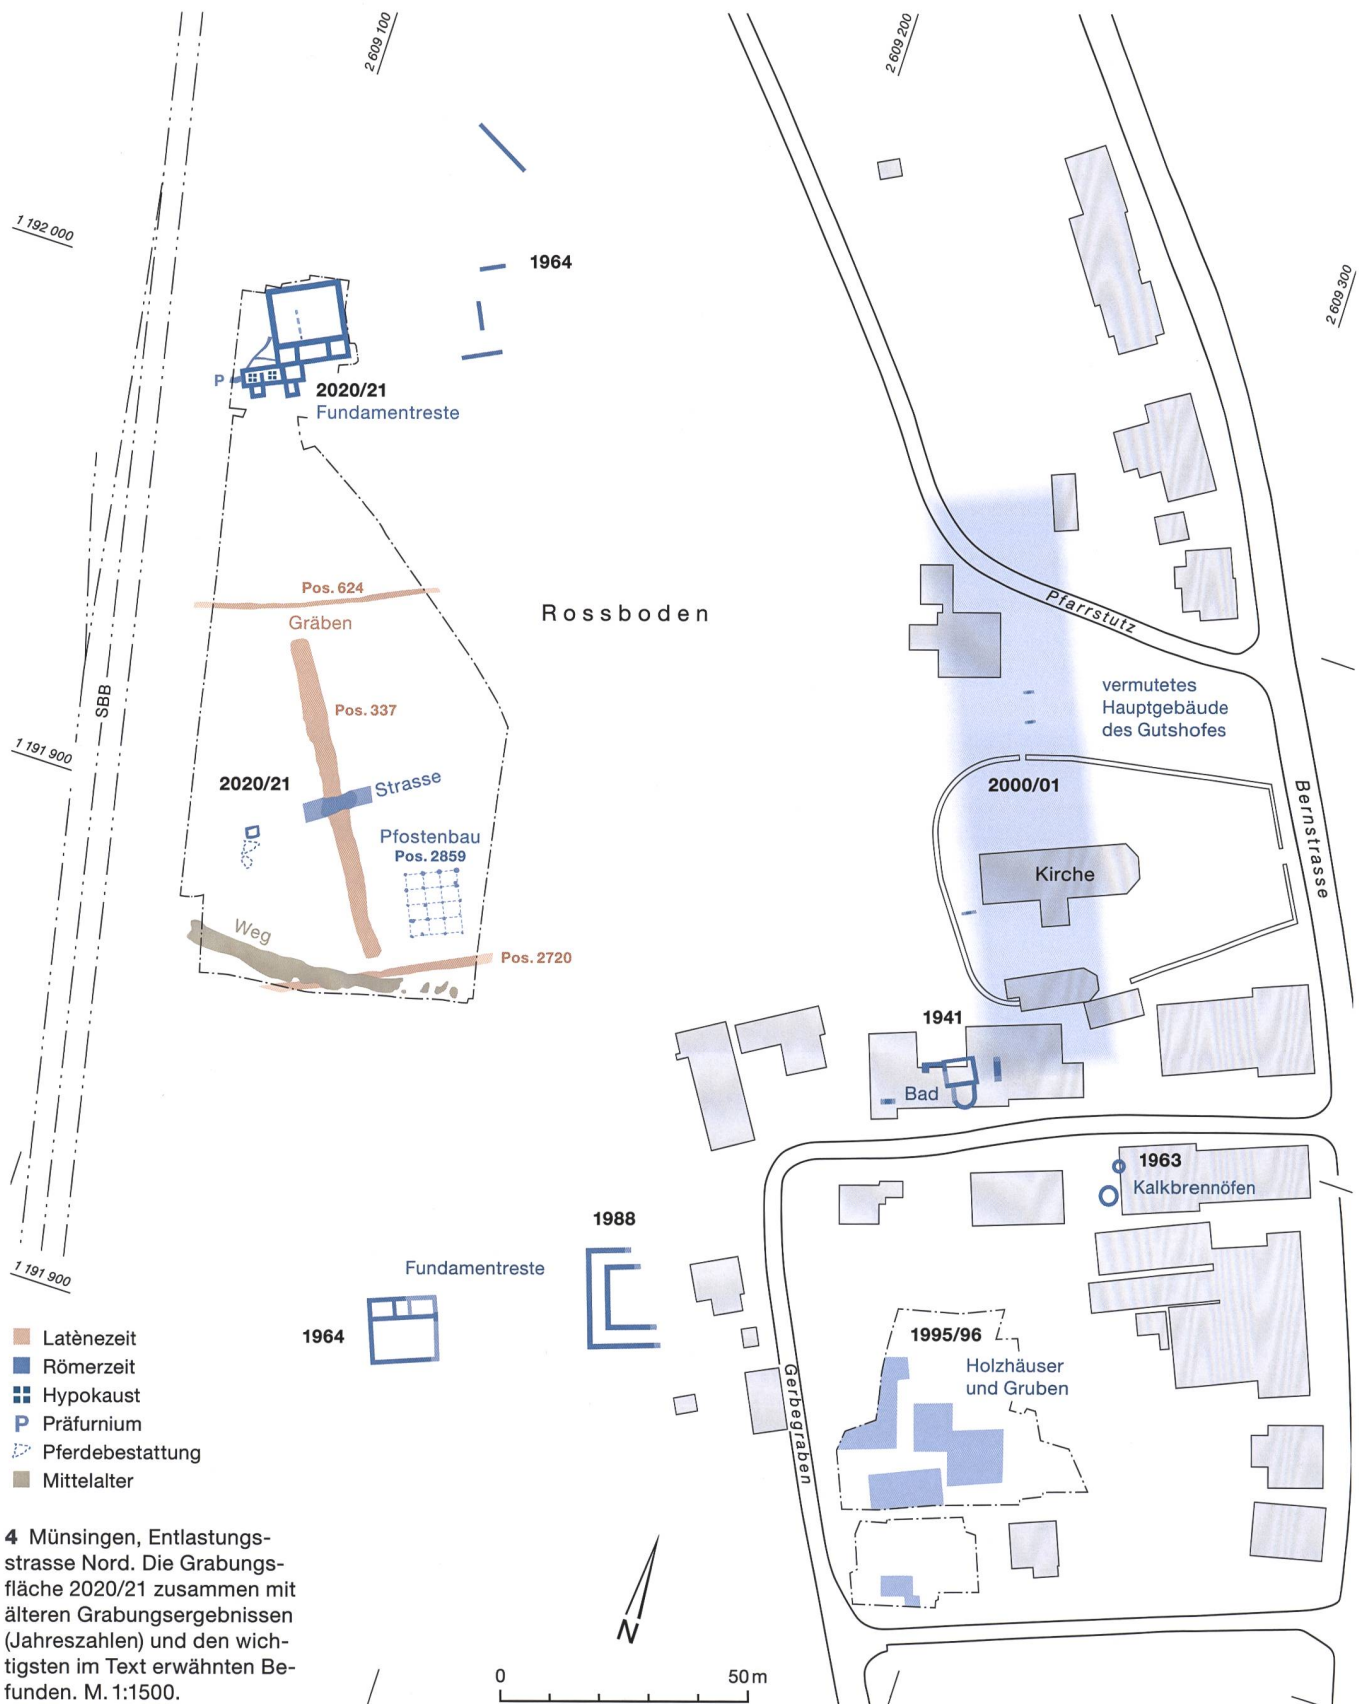 2 609 100
2 609 200
1 192 000
1964
2 609 300
P
2020/21
Fundamentreste
Pos. 624
Gräben
Rossboden
Pfarrstutz
SBB
Pos. 337
vermutetes
Hauptgebäude
des Gutshofes
1 191 900
2020/21
Strasse
2000/01
Bernstrasse
Pfostenbau
Pos. 2859
Kirche
Weg
Pos. 2720
1941
Bad
1963
Kalkbrennöfen
1988
Fundamentreste
1 191 900
1964
1995/96
Holzhäuser
und Gruben
Gerbegraben
Latènezeit
Römerzeit
Hypokaust
P Präfurnium
Pferdebestattung
Mittelalter
4 Münsingen, Entlastungs-
strasse Nord. Die Grabungs-
fläche 2020/21 zusammen mit
älteren Grabungsergebnissen
(Jahreszahlen) und den wich-
tigsten im Text erwähnten Be-
funden. M. 1:1500.
N
0 50 m